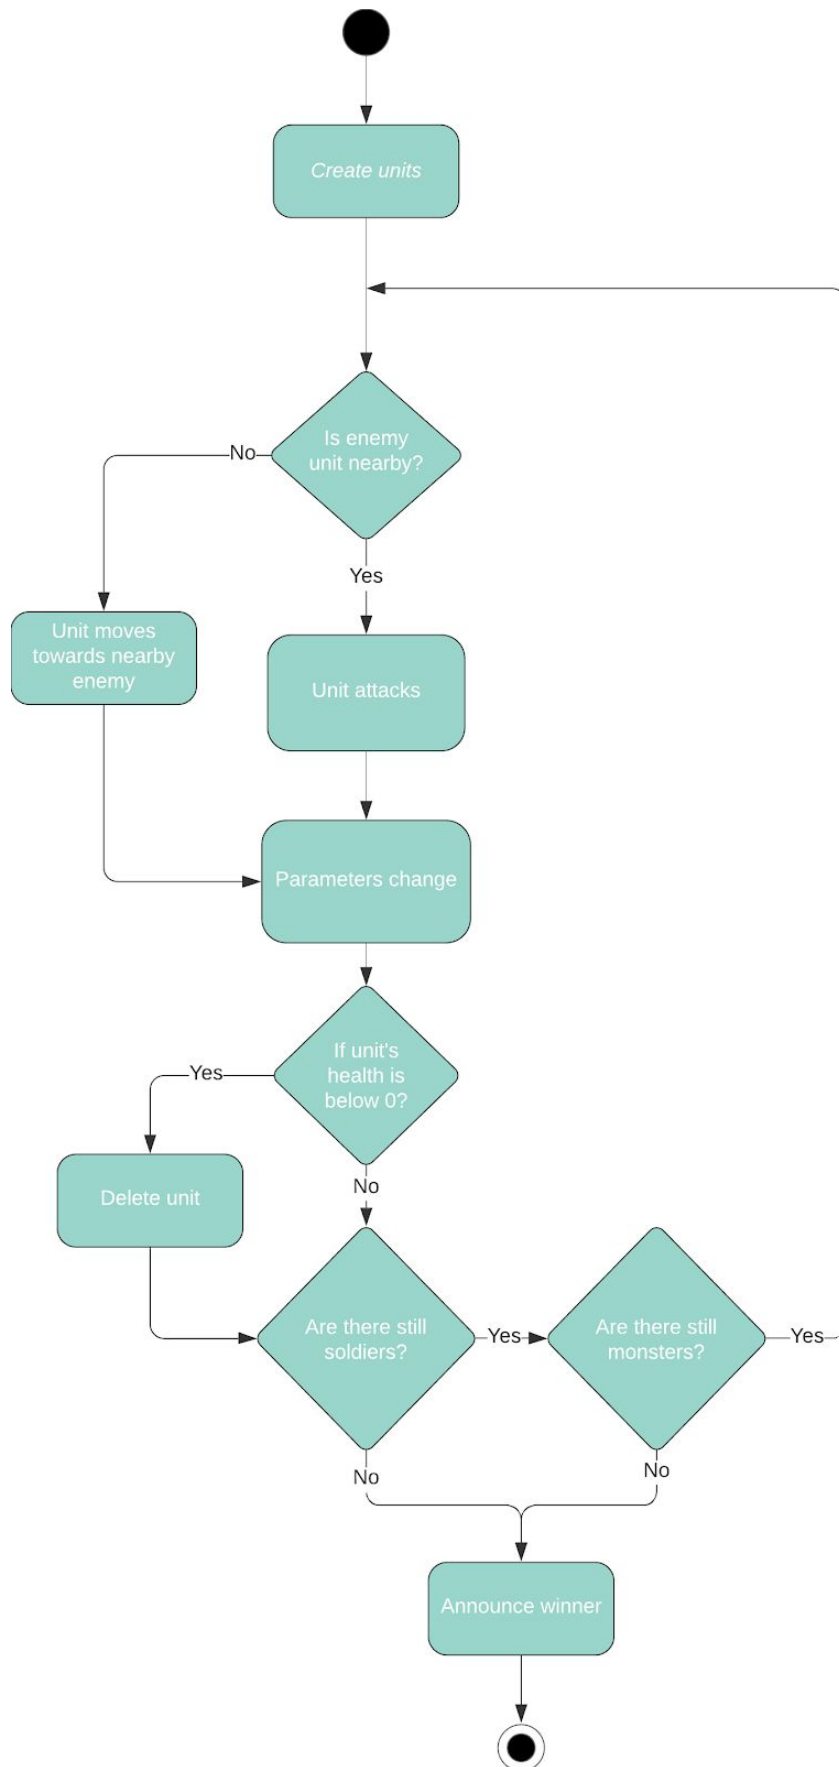 Create units
Is enemy
unit nearby?
No
Yes
Unit moves
towards nearby
enemy
Unit attacks
Parameters change
If unit's
health is
below 0?
Yes
No
Delete unit
Are there still
soldiers?
Yes
Are there still
monsters?
Yes
No
No
Announce winner